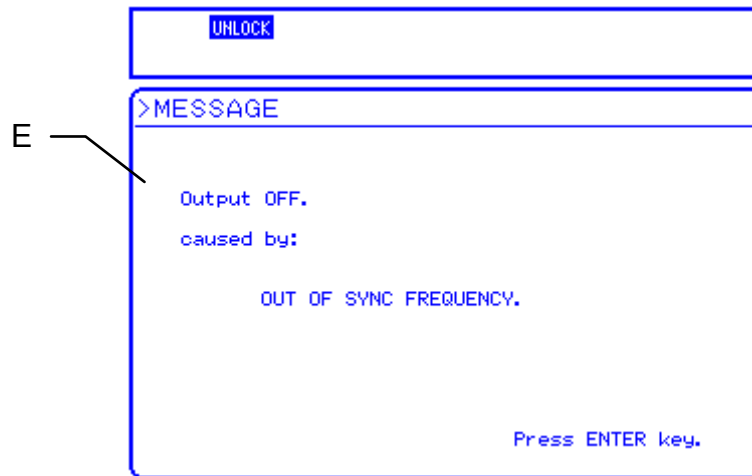 UNLOCK
>MESSAGE
E
Output OFF.
caused by:
OUT OF SYNC FREQUENCY.
Press ENTER key.